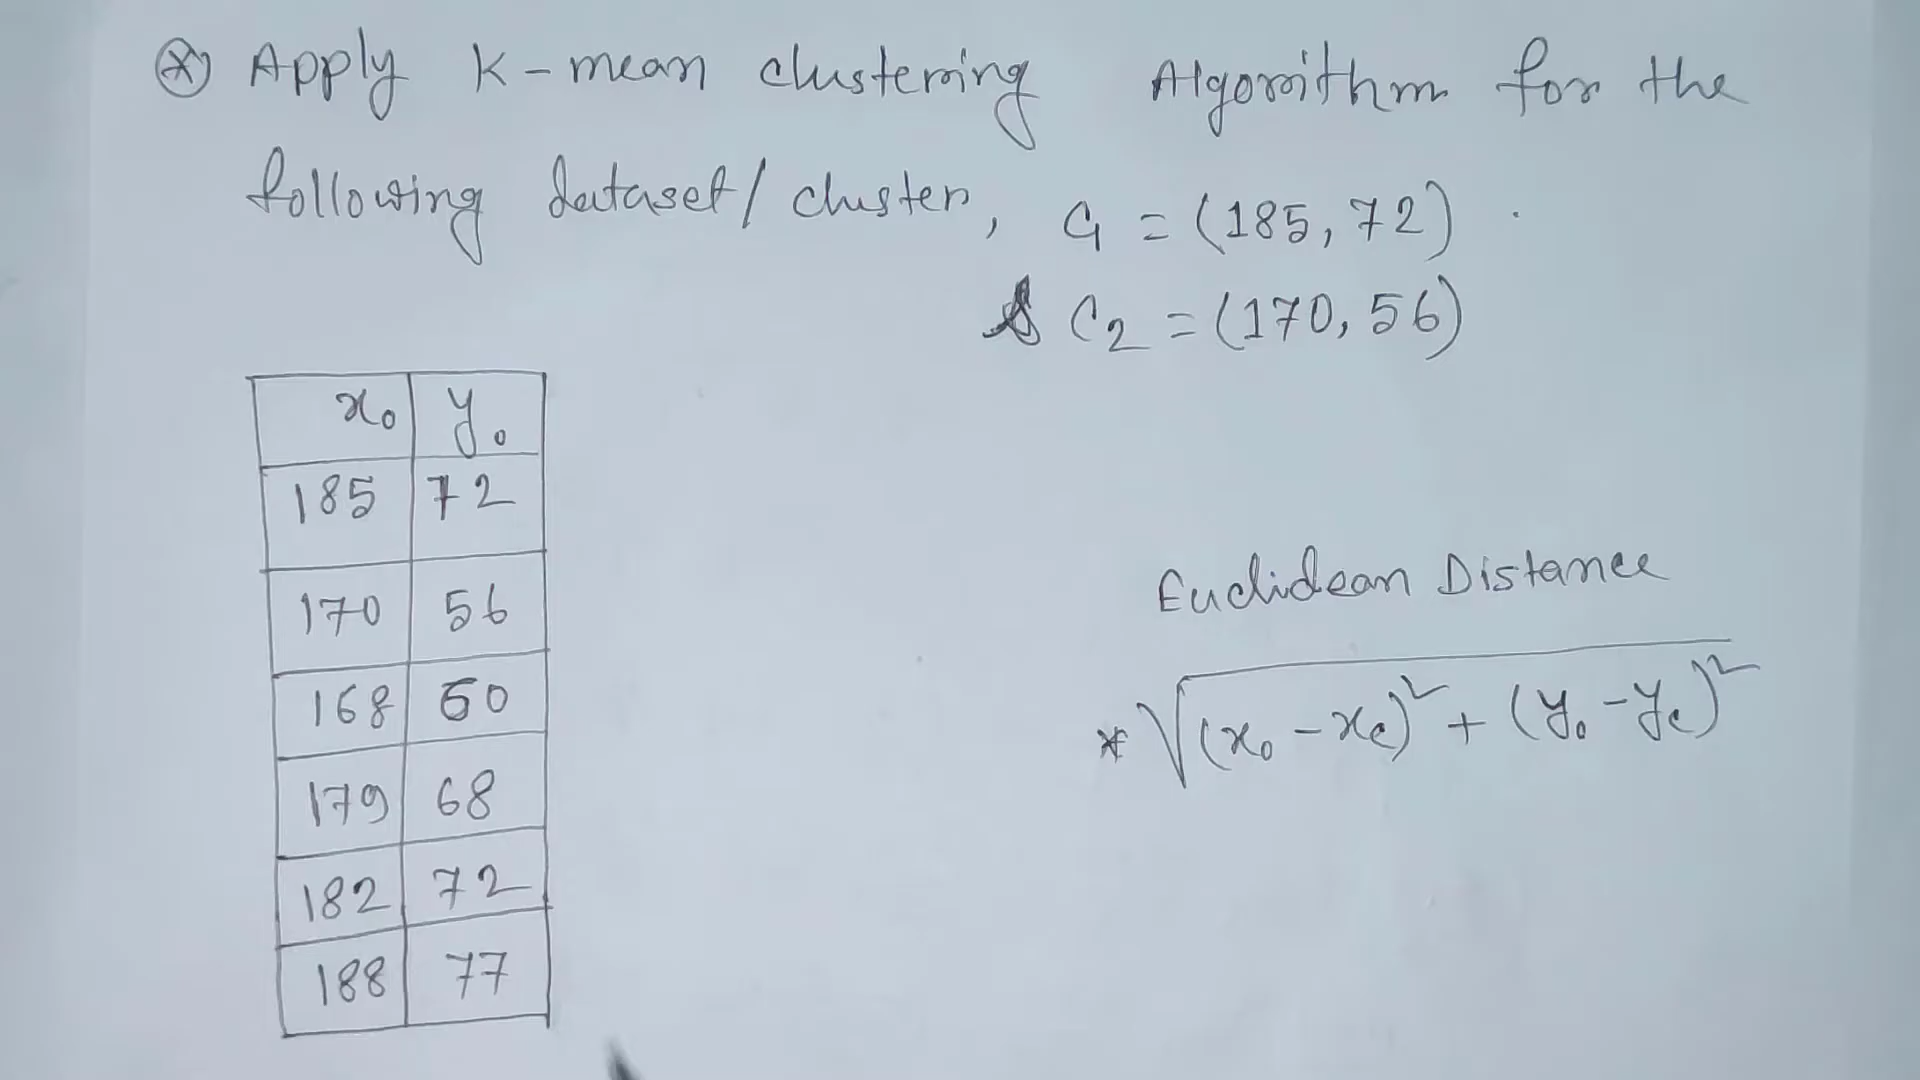 Apply K-mean clustering Algorithm for the
following dataset/cluster, C1 = (185, 72)
& C2 = (170, 56)
x₀ y₀
185 72
170 56
168 60
179 68
182 72
188 77
Euclidean Distance
* √(x₀ - xc)² + (y₀ - yc)²